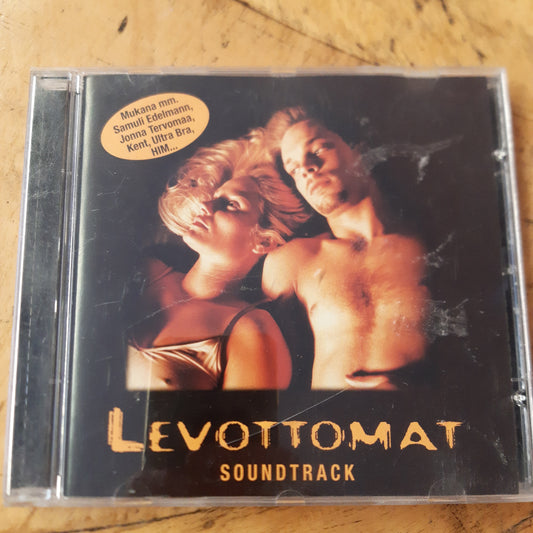 Mukana mm.
Samuli Edelmann,
Jonna Tervomaa,
Kent, Ultra Bra,
HIM...
LEVOTTOMAT
SOUNDTRACK